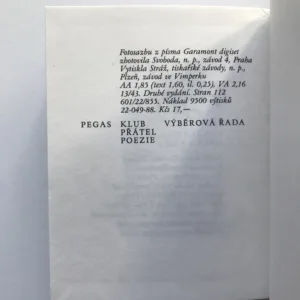 Fotosazbu z písma Garamont digiset
zhotovila Svoboda, n. p., závod 4, Praha
Vytiskla Stráž, tiskařské závody, n. p.,
Plzeň, závod ve Vimperku
AA 1,85 (text 1,60, il. 0,25), VA 2,16
13/43. Druhé vydání. Stran 112
601/22/855. Náklad 9500 výtisků
22-049-88. Kčs 17,—
PEGAS KLUB VÝBĚROVÁ ŘADA
PŘÁTEL
POEZIE